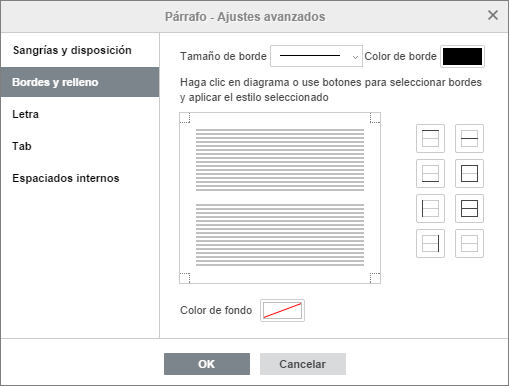 Párrafo - Ajustes avanzados
Sangrías y disposición
Bordes y relleno
Letra
Tab
Espaciados internos
Tamaño de borde
Color de borde
Haga clic en diagrama o use botones para seleccionar bordes
y aplicar el estilo seleccionado
Color de fondo
OK
Cancelar